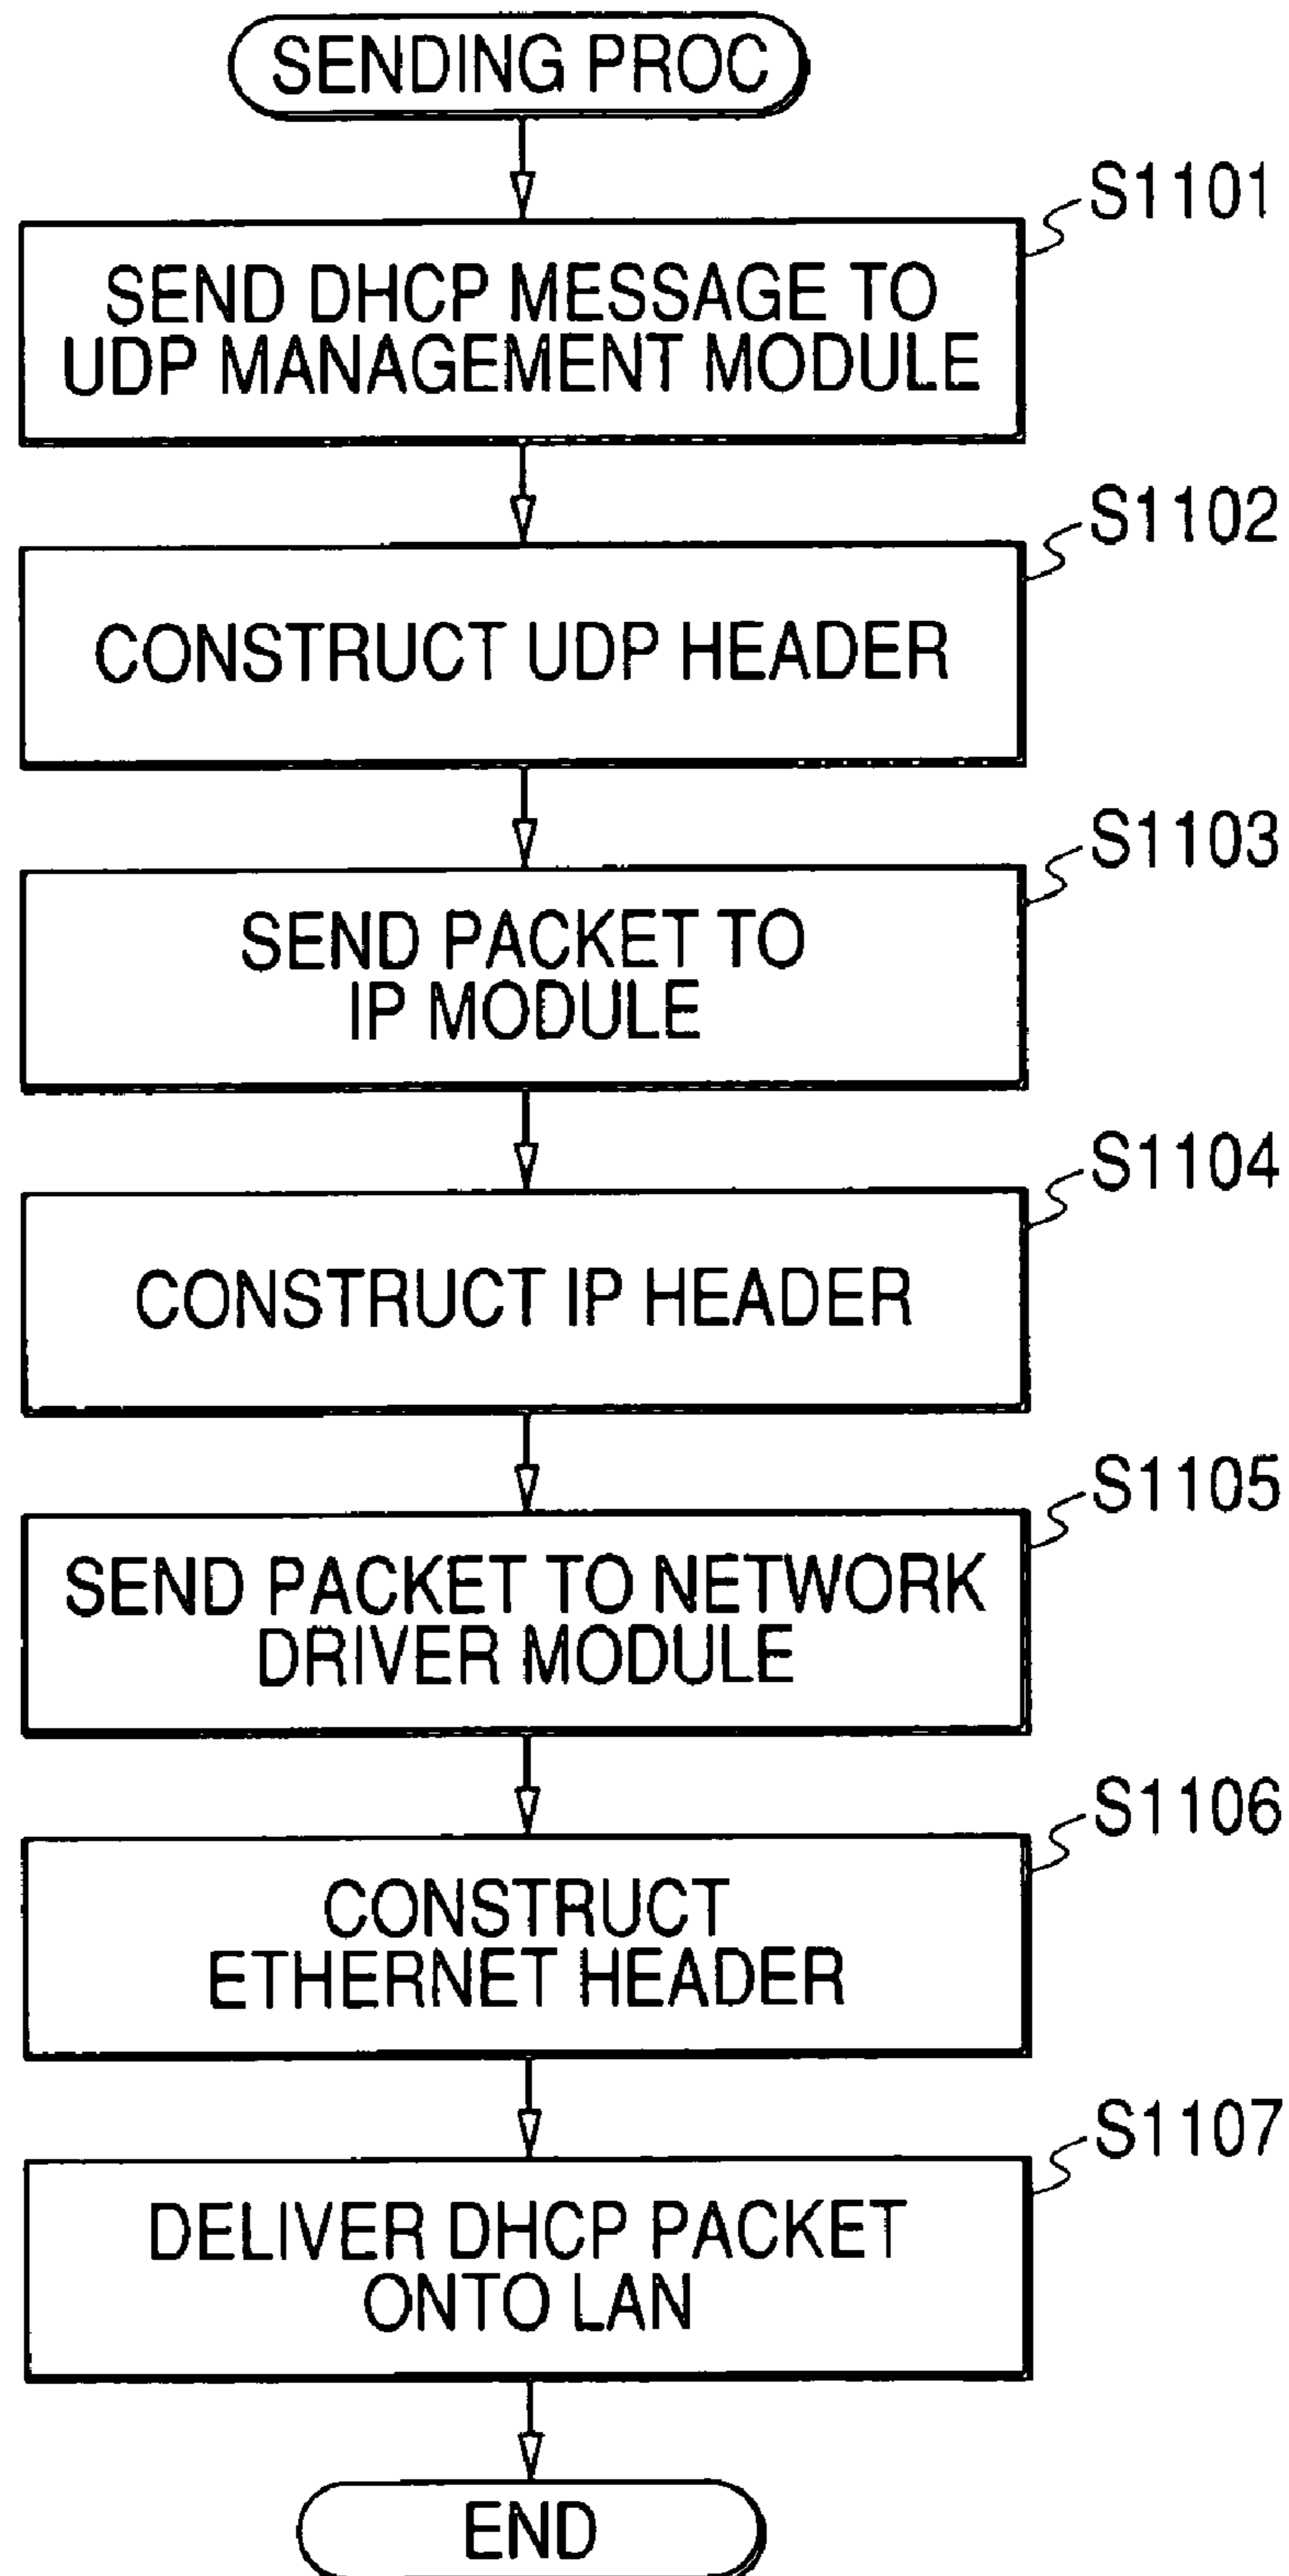 SENDING PROC
S1101
SEND DHCP MESSAGE TO
UDP MANAGEMENT MODULE
S1102
CONSTRUCT UDP HEADER
S1103
SEND PACKET TO
IP MODULE
S1104
CONSTRUCT IP HEADER
S1105
SEND PACKET TO NETWORK
DRIVER MODULE
S1106
CONSTRUCT
ETHERNET HEADER
S1107
DELIVER DHCP PACKET
ONTO LAN
END